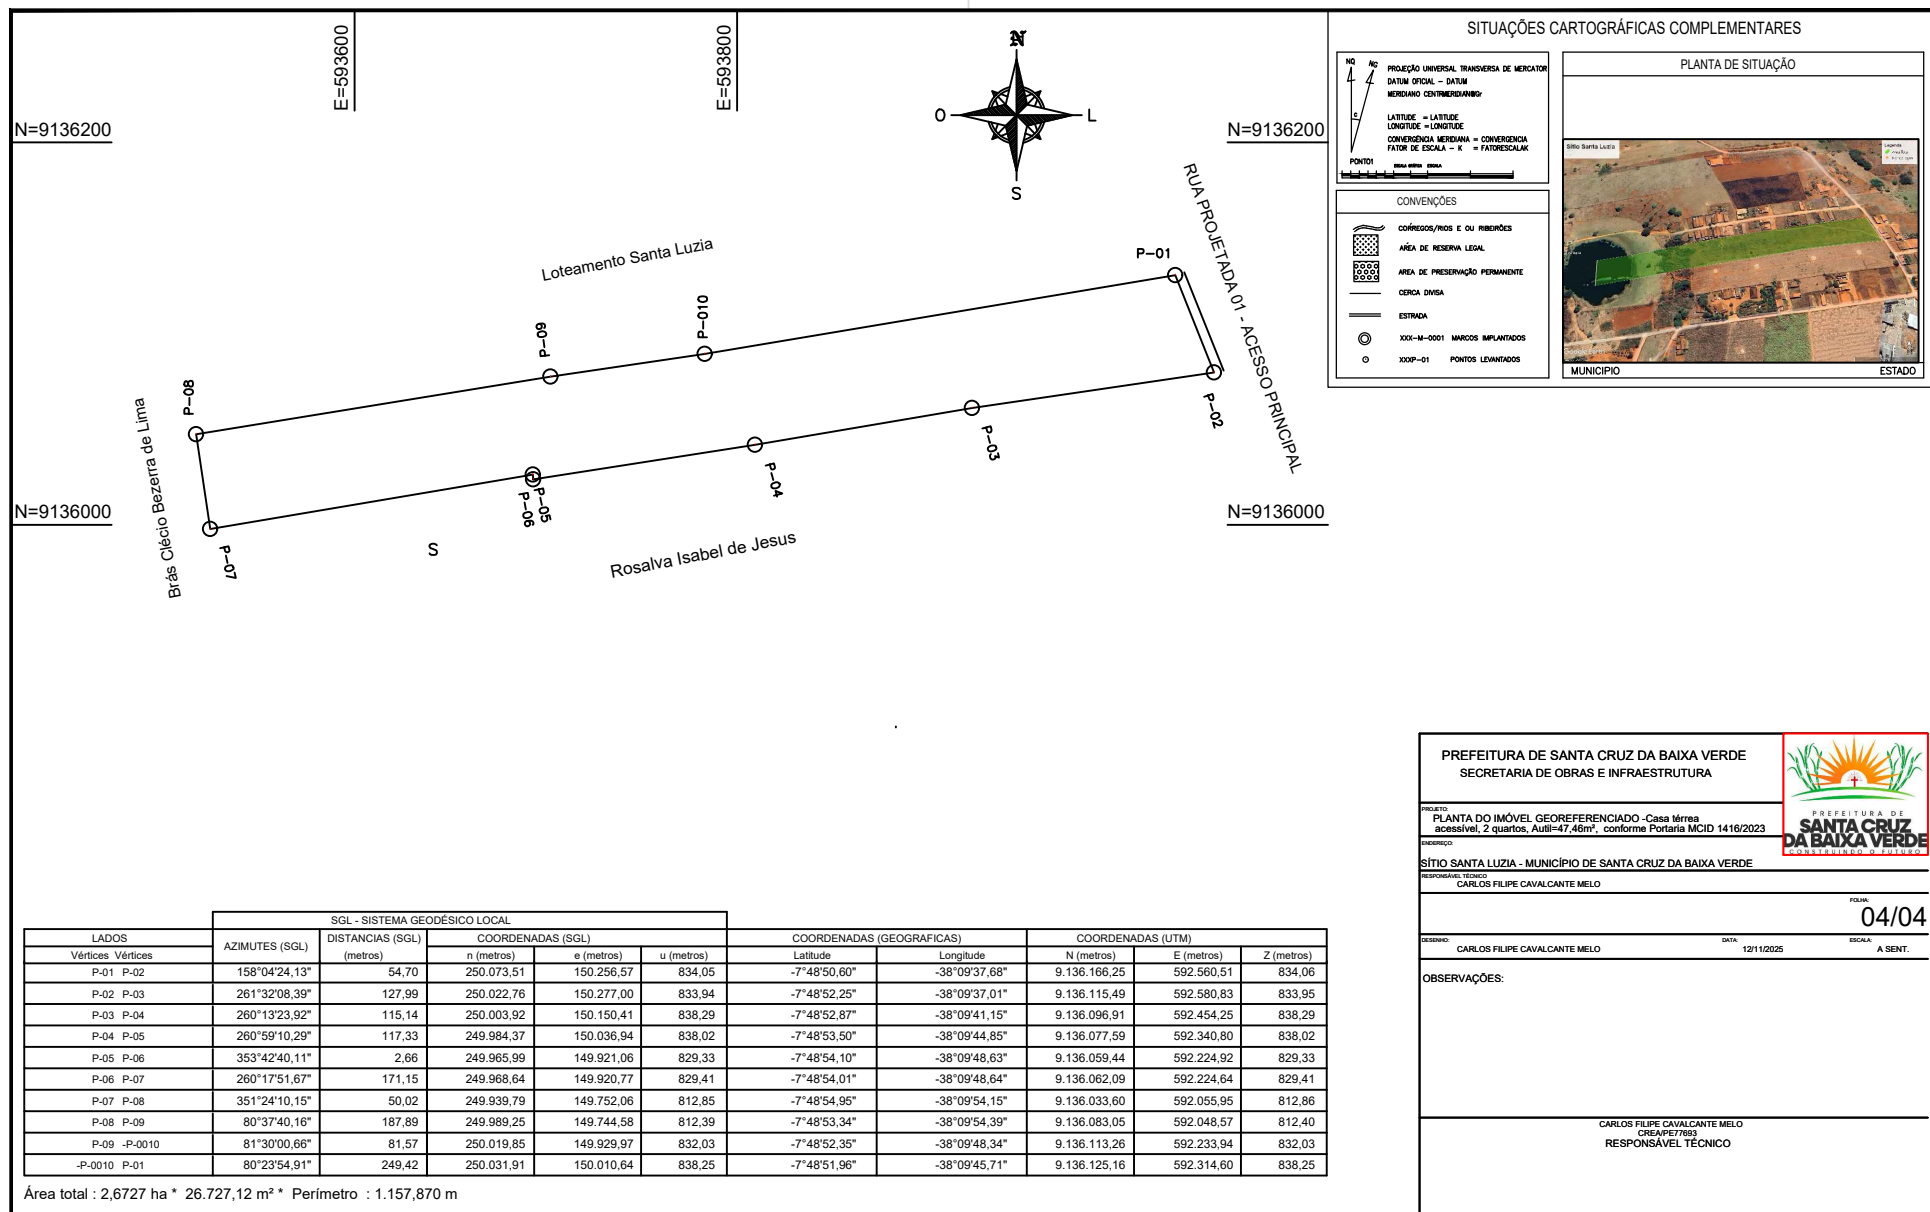 E=593600
E=593800
N
O
L
S
N=9136200
N=9136200
RUA PROJETADA 01 - ACESSO PRINCIPAL
Loteamento Santa Luzia
P-01
P-010
P-09
P-08
P-02
P-03
P-04
P-05
P-06
P-07
Brás Clécio Bezerra de Lima
N=9136000
N=9136000
S
Rosalva Isabel de Jesus
SITUAÇÕES CARTOGRÁFICAS COMPLEMENTARES
NQ NG
PROJEÇÃO UNIVERSAL TRANSVERSA DE MERCATOR
DATUM OFICIAL - DATUM
LATITUDE = LATITUDE
LONGITUDE = LONGITUDE
CONVERGÊNCIA MERIDIANA = CONVERGENCIA
FATOR DE ESCALA - K = FATORESCALAK
C
PONTO1
ESCALA GRÁFICA ESCALA
CONVENÇÕES
CORREGOS/RIOS E OU RIBEIRÕES
AREA DE RESERVA LEGAL
AREA DE PRESERVAÇÃO PERMANENTE
CERCA DIVISA
ESTRADA
XXX-M-0001 MARCOS IMPLANTADOS
XXXP-01 PONTOS LEVANTADOS
PLANTA DE SITUAÇÃO
Sítio Santa Luzia
Legenda
MUNICIPIO ESTADO
PREFEITURA DE SANTA CRUZ DA BAIXA VERDE
SECRETARIA DE OBRAS E INFRAESTRUTURA
PREFEITURA DE
SANTA CRUZ
DA BAIXA VERDE
CONSTRUINDO O FUTURO
PROJETO:
PLANTA DO IMÓVEL GEOREFERENCIADO -Casa térrea
acessível, 2 quartos, Autil=47,46m², conforme Portaria MCID 1416/2023
ENDEREÇO:
SÍTIO SANTA LUZIA - MUNICÍPIO DE SANTA CRUZ DA BAIXA VERDE
RESPONSÁVEL TÉCNICO
CARLOS FILIPE CAVALCANTE MELO
FOLHA:
04/04
DESENHO: DATA: ESCALA:
CARLOS FILIPE CAVALCANTE MELO 12/11/2025 A SENT.
OBSERVAÇÕES:
CARLOS FILIPE CAVALCANTE MELO
CREA/PE77693
RESPONSÁVEL TÉCNICO
SGL - SISTEMA GEODÉSICO LOCAL
LADOS AZIMUTES (SGL) DISTANCIAS (SGL) COORDENADAS (SGL) COORDENADAS (GEOGRAFICAS) COORDENADAS (UTM)
Vértices Vértices (metros) n (metros) e (metros) u (metros) Latitude Longitude N (metros) E (metros) Z (metros)
P-01 P-02 158°04'24,13" 54,70 250.073,51 150.256,57 834,05 -7°48'50,60" -38°09'37,68" 9.136.166,25 592.560,51 834,06
P-02 P-03 261°32'08,39" 127,99 250.022,76 150.277,00 833,94 -7°48'52,25" -38°09'37,01" 9.136.115,49 592.580,83 833,95
P-03 P-04 260°13'23,92" 115,14 250.003,92 150.150,41 838,29 -7°48'52,87" -38°09'41,15" 9.136.096,91 592.454,25 838,29
P-04 P-05 260°59'10,29" 117,33 249.984,37 150.036,94 838,02 -7°48'53,50" -38°09'44,85" 9.136.077,59 592.340,80 838,02
P-05 P-06 353°42'40,11" 2,66 249.965,99 149.921,06 829,33 -7°48'54,10" -38°09'48,63" 9.136.059,44 592.224,92 829,33
P-06 P-07 260°17'51,67" 171,15 249.968,64 149.920,77 829,41 -7°48'54,01" -38°09'48,64" 9.136.062,09 592.224,64 829,41
P-07 P-08 351°24'10,15" 50,02 249.939,79 149.752,06 812,85 -7°48'54,95" -38°09'54,15" 9.136.033,60 592.055,95 812,86
P-08 P-09 80°37'40,16" 187,89 249.989,25 149.744,58 812,39 -7°48'53,34" -38°09'54,39" 9.136.083,05 592.048,57 812,40
P-09 -P-0010 81°30'00,66" 81,57 250.019,85 149.929,97 832,03 -7°48'52,35" -38°09'48,34" 9.136.113,26 592.233,94 832,03
-P-0010 P-01 80°23'54,91" 249,42 250.031,91 150.010,64 838,25 -7°48'51,96" -38°09'45,71" 9.136.125,16 592.314,60 838,25
Área total : 2,6727 ha * 26.727,12 m² * Perímetro : 1.157,870 m